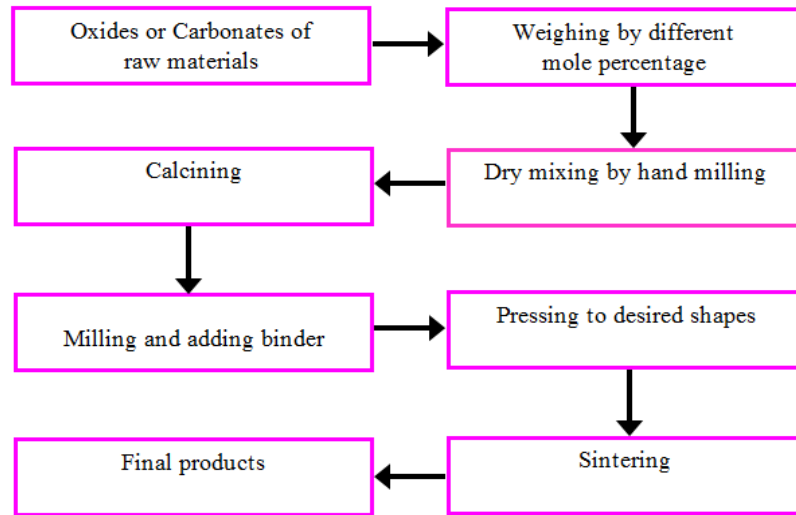 Oxides or Carbonates of
raw materials
Weighing by different
mole percentage
Dry mixing by hand milling
Calcining
Milling and adding binder
Pressing to desired shapes
Sintering
Final products